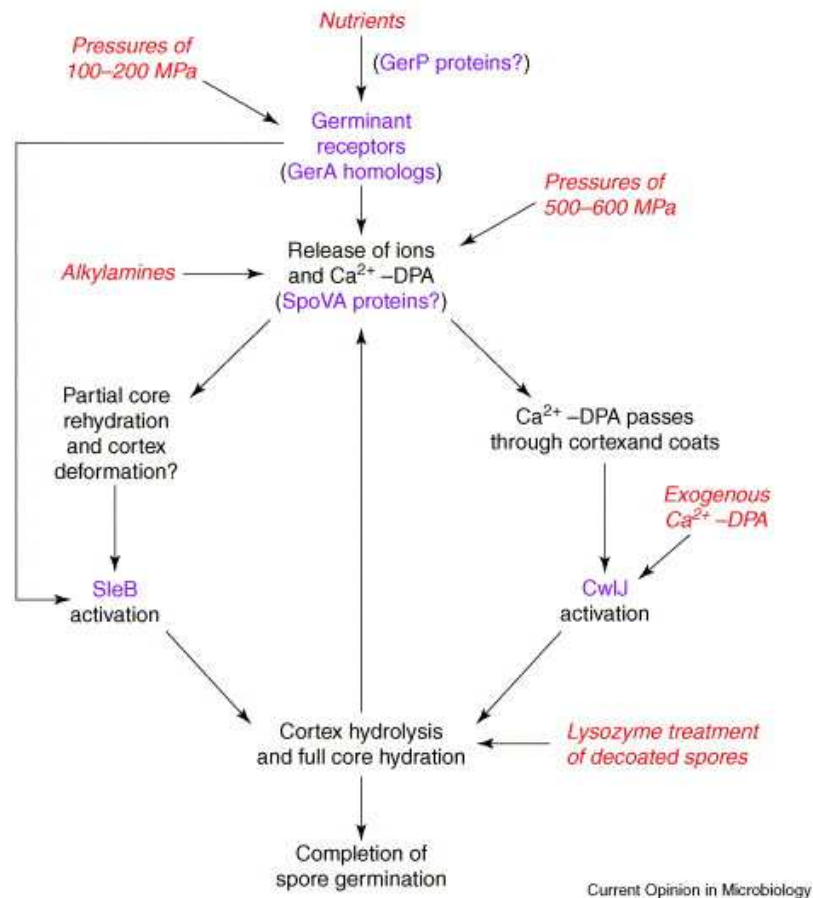 Nutrients
Pressures of
100–200 MPa
(GerP proteins?)
Germinant
receptors
(GerA homologs)
Pressures of
500–600 MPa
Release of ions
and Ca²⁺ –DPA
(SpoVA proteins?)
Alkylamines
Partial core
rehydration
and cortex
deformation?
Ca²⁺ –DPA passes
through cortexand coats
Exogenous
Ca²⁺ –DPA
SleB
activation
CwlJ
activation
Cortex hydrolysis
and full core hydration
Lysozyme treatment
of decoated spores
Completion of
spore germination
Current Opinion in Microbiology